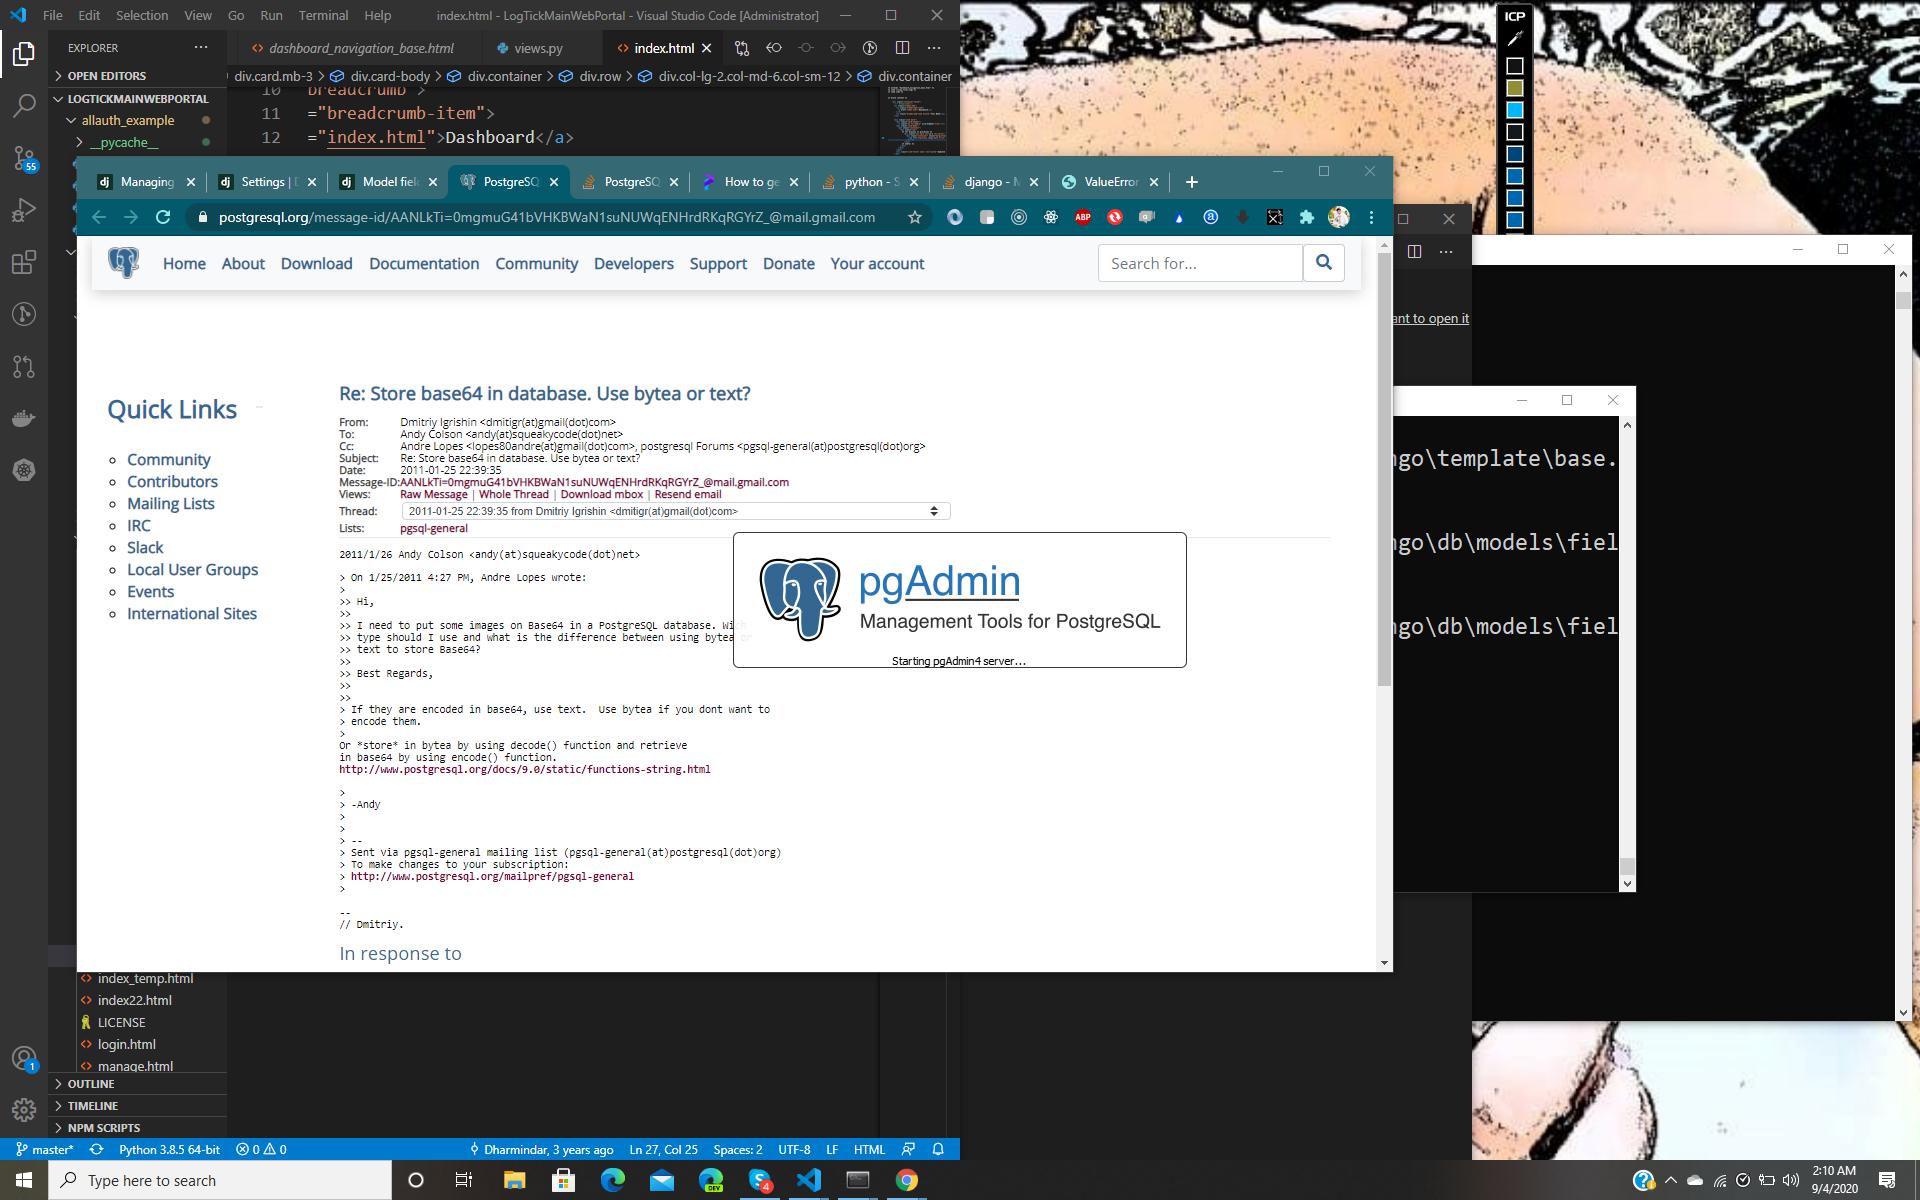 File Edit Selection View Go Run Terminal Help
index.html - LogTickMainWebPortal - Visual Studio Code [Administrator]
EXPLORER
dashboard_navigation_base.html
views.py
index.html
OPEN EDITORS
div.card.mb-3 > div.card-body > div.container > div.row > div.col-lg-2.col-md-6.col-sm-12 > div.container
LOGTICKMAINWEBPORTAL
10 breadcrumb">
allauth_example
11 ="breadcrumb-item">
__pycache__
12 ="index.html">Dashboard</a>
55
Managing
Settings | D
Model fiel
PostgreSQ
PostgreSQ
How to ge
python - S
django - M
ValueError
postgresql.org/message-id/AANLkTi=0mgmuG41bVHKBWaN1suNUWqENHrdRKqRGYrZ_@mail.gmail.com
ABP
Home About Download Documentation Community Developers Support Donate Your account
Search for...
Quick Links
Community
Contributors
Mailing Lists
IRC
Slack
Local User Groups
Events
International Sites
Re: Store base64 in database. Use bytea or text?
From: Dmitriy Igrishin <dmitigr(at)gmail(dot)com>
To: Andy Colson <andy(at)squeakycode(dot)net>
Cc: Andre Lopes <lopes80andre(at)gmail(dot)com>, postgresql Forums <pgsql-general(at)postgresql(dot)org>
Subject: Re: Store base64 in database. Use bytea or text?
Date: 2011-01-25 22:39:35
Message-ID: AANLkTi=0mgmuG41bVHKBWaN1suNUWqENHrdRKqRGYrZ_@mail.gmail.com
Views: Raw Message | Whole Thread | Download mbox | Resend email
Thread: 2011-01-25 22:39:35 from Dmitriy Igrishin <dmitigr(at)gmail(dot)com>
Lists: pgsql-general
2011/1/26 Andy Colson <andy(at)squeakycode(dot)net>
> On 1/25/2011 4:27 PM, Andre Lopes wrote:
>
>> Hi,
>>
>> I need to put some images on Base64 in a PostgreSQL database. Wich
>> type should I use and what is the difference between using bytea or
>> text to store Base64?
>>
>> Best Regards,
>>
>>
> If they are encoded in base64, use text.  Use bytea if you dont want to
> encode them.
>
Or *store* in bytea by using decode() function and retrieve
in base64 by using encode() function.
http://www.postgresql.org/docs/9.0/static/functions-string.html
>
> -Andy
>
>
> --
> Sent via pgsql-general mailing list (pgsql-general(at)postgresql(dot)org)
> To make changes to your subscription:
> http://www.postgresql.org/mailpref/pgsql-general
>
--
// Dmitriy.
In response to
pgAdmin
Management Tools for PostgreSQL
Starting pgAdmin4 server...
ICP
ant to open it
ngo\template\base.
ngo\db\models\fiel
ngo\db\models\fiel
index_temp.html
index22.html
LICENSE
login.html
manage.html
OUTLINE
TIMELINE
NPM SCRIPTS
1
master* Python 3.8.5 64-bit 0 0 Dharmindar, 3 years ago Ln 27, Col 25 Spaces: 2 UTF-8 LF HTML
Type here to search
DEV
4
2:10 AM
9/4/2020